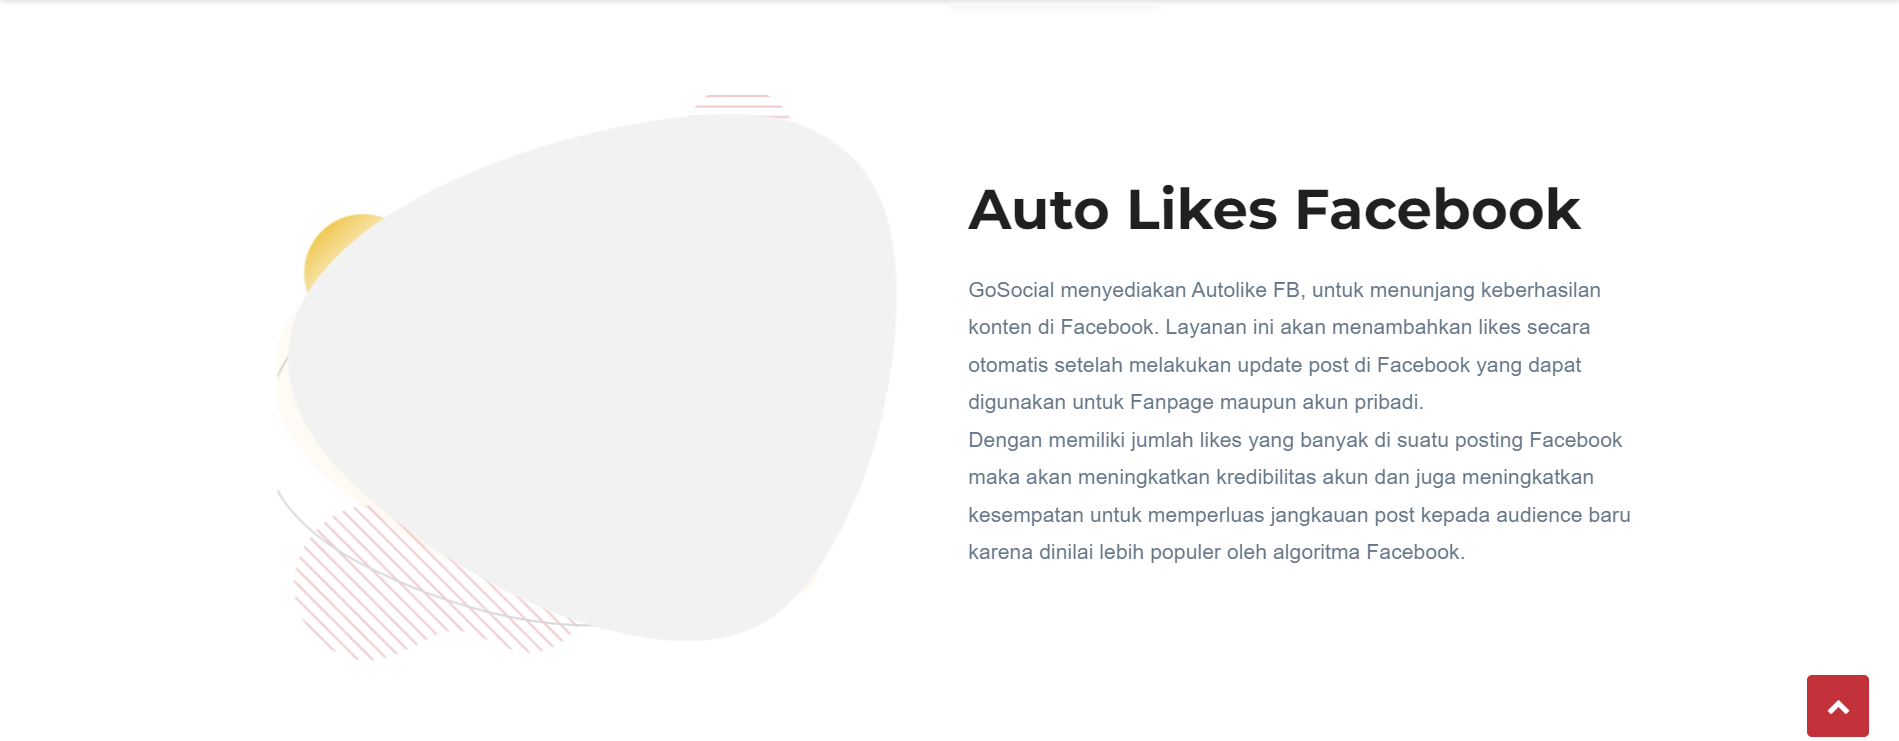 Auto Likes Facebook
GoSocial menyediakan Autolike FB, untuk menunjang keberhasilan
konten di Facebook. Layanan ini akan menambahkan likes secara
otomatis setelah melakukan update post di Facebook yang dapat
digunakan untuk Fanpage maupun akun pribadi.
Dengan memiliki jumlah likes yang banyak di suatu posting Facebook
maka akan meningkatkan kredibilitas akun dan juga meningkatkan
kesempatan untuk memperluas jangkauan post kepada audience baru
karena dinilai lebih populer oleh algoritma Facebook.